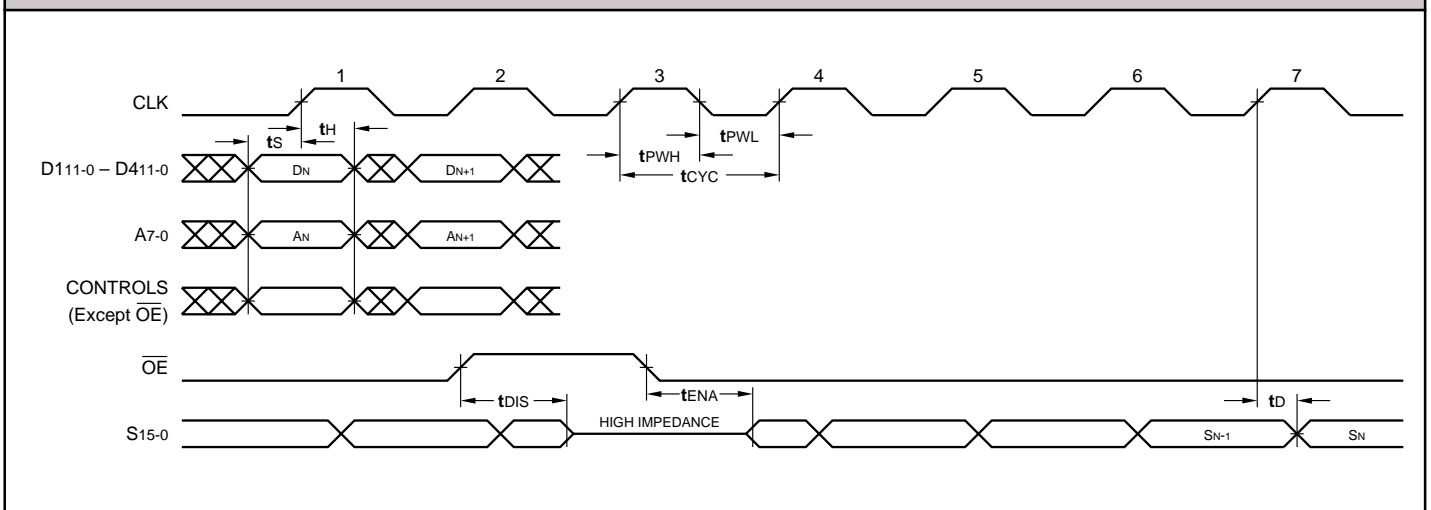 1 2 3 4 5 6 7
CLK
tS tH
tPWL
tPWH
tCYC
D111-0 – D411-0 DN DN+1
A7-0 AN AN+1
CONTROLS
(Except OE)
OE
tDIS tENA tD
S15-0 HIGH IMPEDANCE SN-1 SN